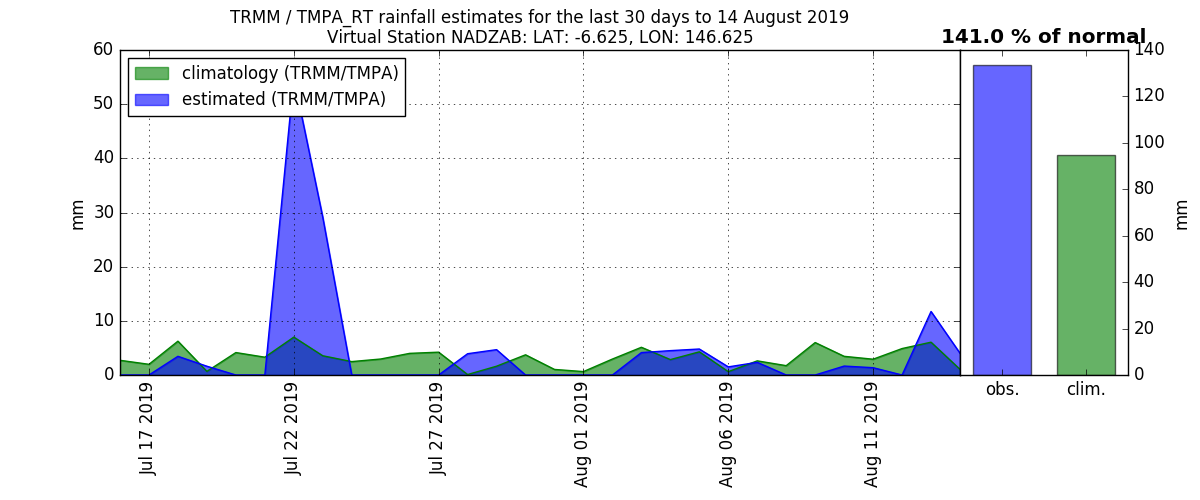 TRMM / TMPA_RT rainfall estimates for the last 30 days to 14 August 2019
Virtual Station NADZAB: LAT: -6.625, LON: 146.625
141.0 % of normal
climatology (TRMM/TMPA)
estimated (TRMM/TMPA)
60
50
40
30
20
10
0
mm
Jul 17 2019
Jul 22 2019
Jul 27 2019
Aug 01 2019
Aug 06 2019
Aug 11 2019
140
120
100
80
60
40
20
0
mm
obs.
clim.